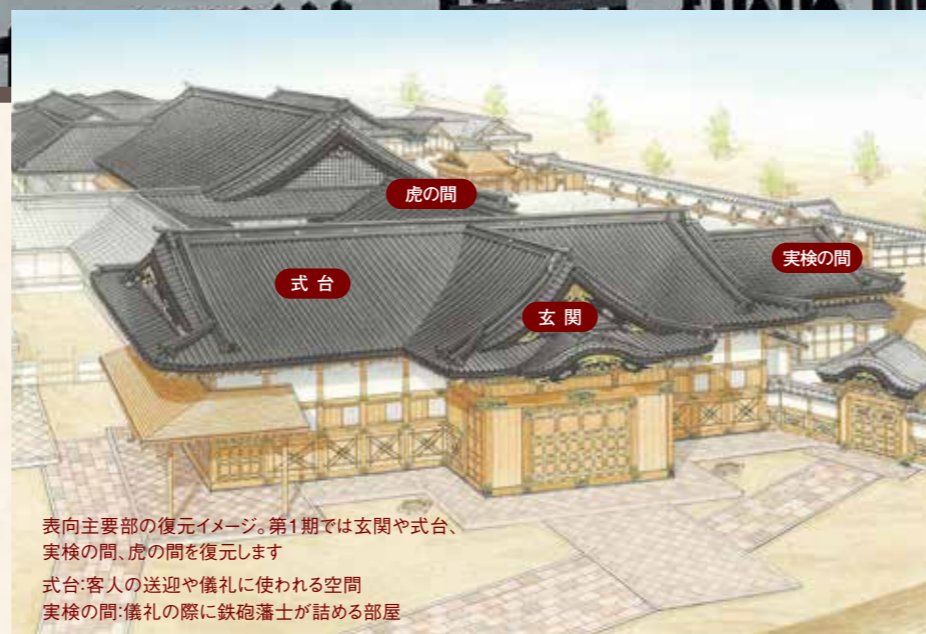 虎の間
実検の間
式 台
玄 関
表向主要部の復元イメージ。第1期では玄関や式台、
実検の間、虎の間を復元します
式台:客人の送迎や儀礼に使われる空間
実検の間:儀礼の際に鉄砲藩士が詰める部屋